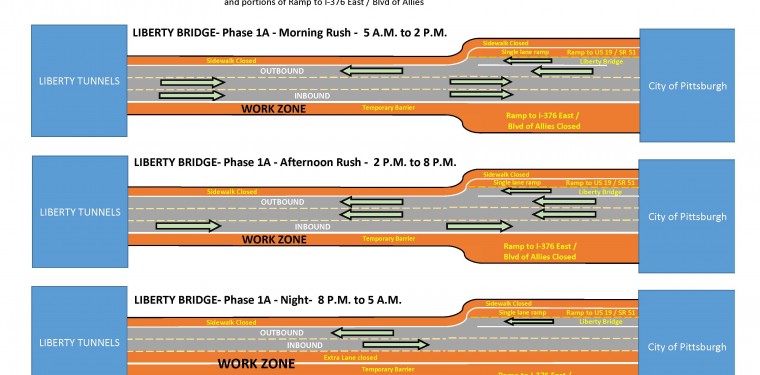 and portions of Ramp to I-376 East / Blvd of Allies
LIBERTY BRIDGE- Phase 1A - Morning Rush - 5 A.M. to 2 P.M.
Sidewalk Closed
Single lane ramp Ramp to US 19 / SR 51
Sidewalk Closed
Liberty Bridge
OUTBOUND
LIBERTY TUNNELS
City of Pittsburgh
INBOUND
WORK ZONE
Temporary Barrier
Ramp to I-376 East /
Blvd of Allies Closed
LIBERTY BRIDGE- Phase 1A - Afternoon Rush - 2 P.M. to 8 P.M.
Sidewalk Closed
Single lane ramp Ramp to US 19 / SR 51
Sidewalk Closed
Liberty Bridge
OUTBOUND
LIBERTY TUNNELS
City of Pittsburgh
INBOUND
WORK ZONE
Temporary Barrier
Ramp to I-376 East /
Blvd of Allies Closed
LIBERTY BRIDGE- Phase 1A - Night- 8 P.M. to 5 A.M.
Sidewalk Closed
Single lane ramp Ramp to US 19 / SR 51
Sidewalk Closed
Liberty Bridge
OUTBOUND
LIBERTY TUNNELS
INBOUND
City of Pittsburgh
Extra Lane closed
WORK ZONE
Temporary Barrier
Ramp to I-376 East /